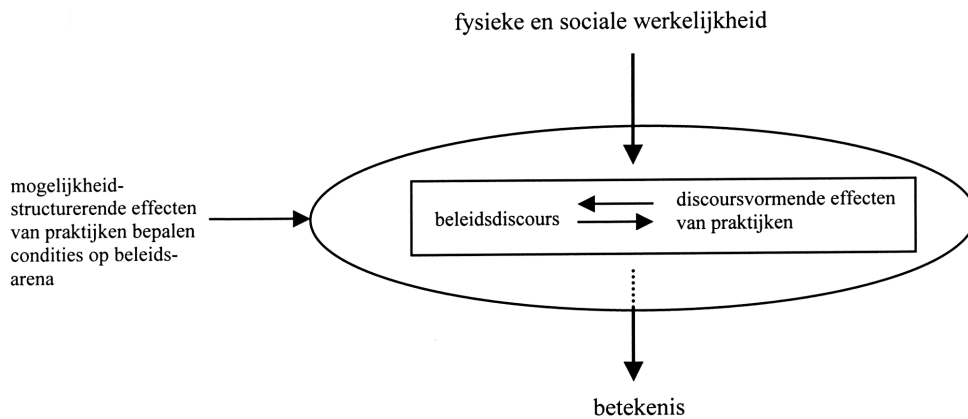 fysieke en sociale werkelijkheid
mogelijkheid-
structurerende effecten
van praktijken bepalen
condities op beleids-
arena
beleidsdiscours
discoursvormende effecten
van praktijken
betekenis